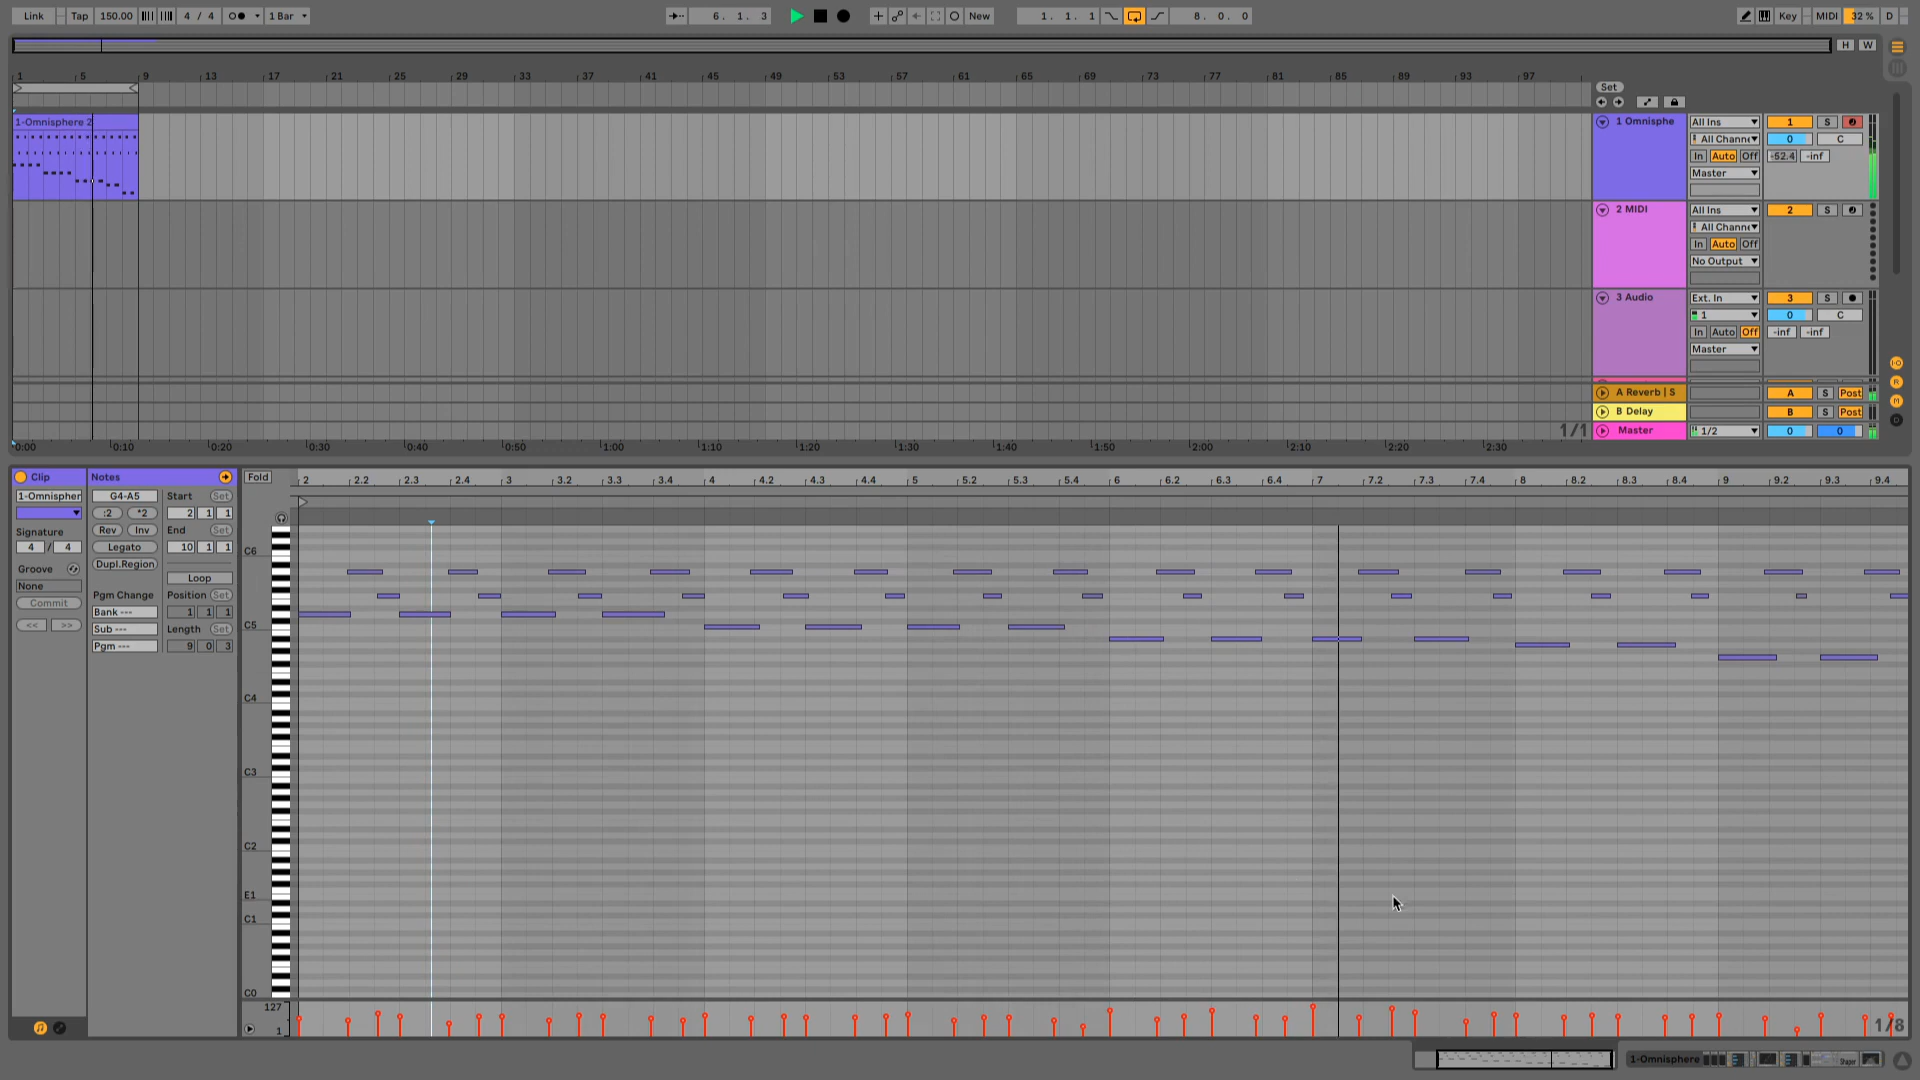 Link Tap 150.00 4 / 4 1 Bar 6. 1. 3 New 1. 1. 1 8. 0. 0 Key MIDI 32 % D
H W
1 5 9 13 17 21 25 29 33 37 41 45 49 53 57 61 65 69 73 77 81 85 89 93 97
Set
1-Omnisphere 2 1 Omnisphe All Ins 1 S
All Channe 0 C
In Auto Off -52.4 -inf
Master
2 MIDI All Ins 2 S
All Channe
In Auto Off
No Output
3 Audio Ext. In 3 S
1 0 C
In Auto Off -inf -inf
Master
A Reverb | S A S Post
B Delay B S Post
1/1 Master 1/2 0 0
0:00 0:10 0:20 0:30 0:40 0:50 1:00 1:10 1:20 1:30 1:40 1:50 2:00 2:10 2:20 2:30
Clip Notes Fold 2 2.2 2.3 2.4 3 3.2 3.3 3.4 4 4.2 4.3 4.4 5 5.2 5.3 5.4 6 6.2 6.3 6.4 7 7.2 7.3 7.4 8 8.2 8.3 8.4 9 9.2 9.3 9.4
1-Omnispher G4-A5 Start Set
:2 *2 2 1 1
Signature Rev Inv End Set
4 / 4 Legato 10 1 1
Groove Dupl.Region Loop
None Pgm Change Position Set
Commit Bank --- 1 1 1
<< >> Sub --- Length Set
Pgm --- 9 0 3
C6
C5
C4
C3
C2
E1
C1
C0
127
1 1/8
1-Omnisphere Shaper